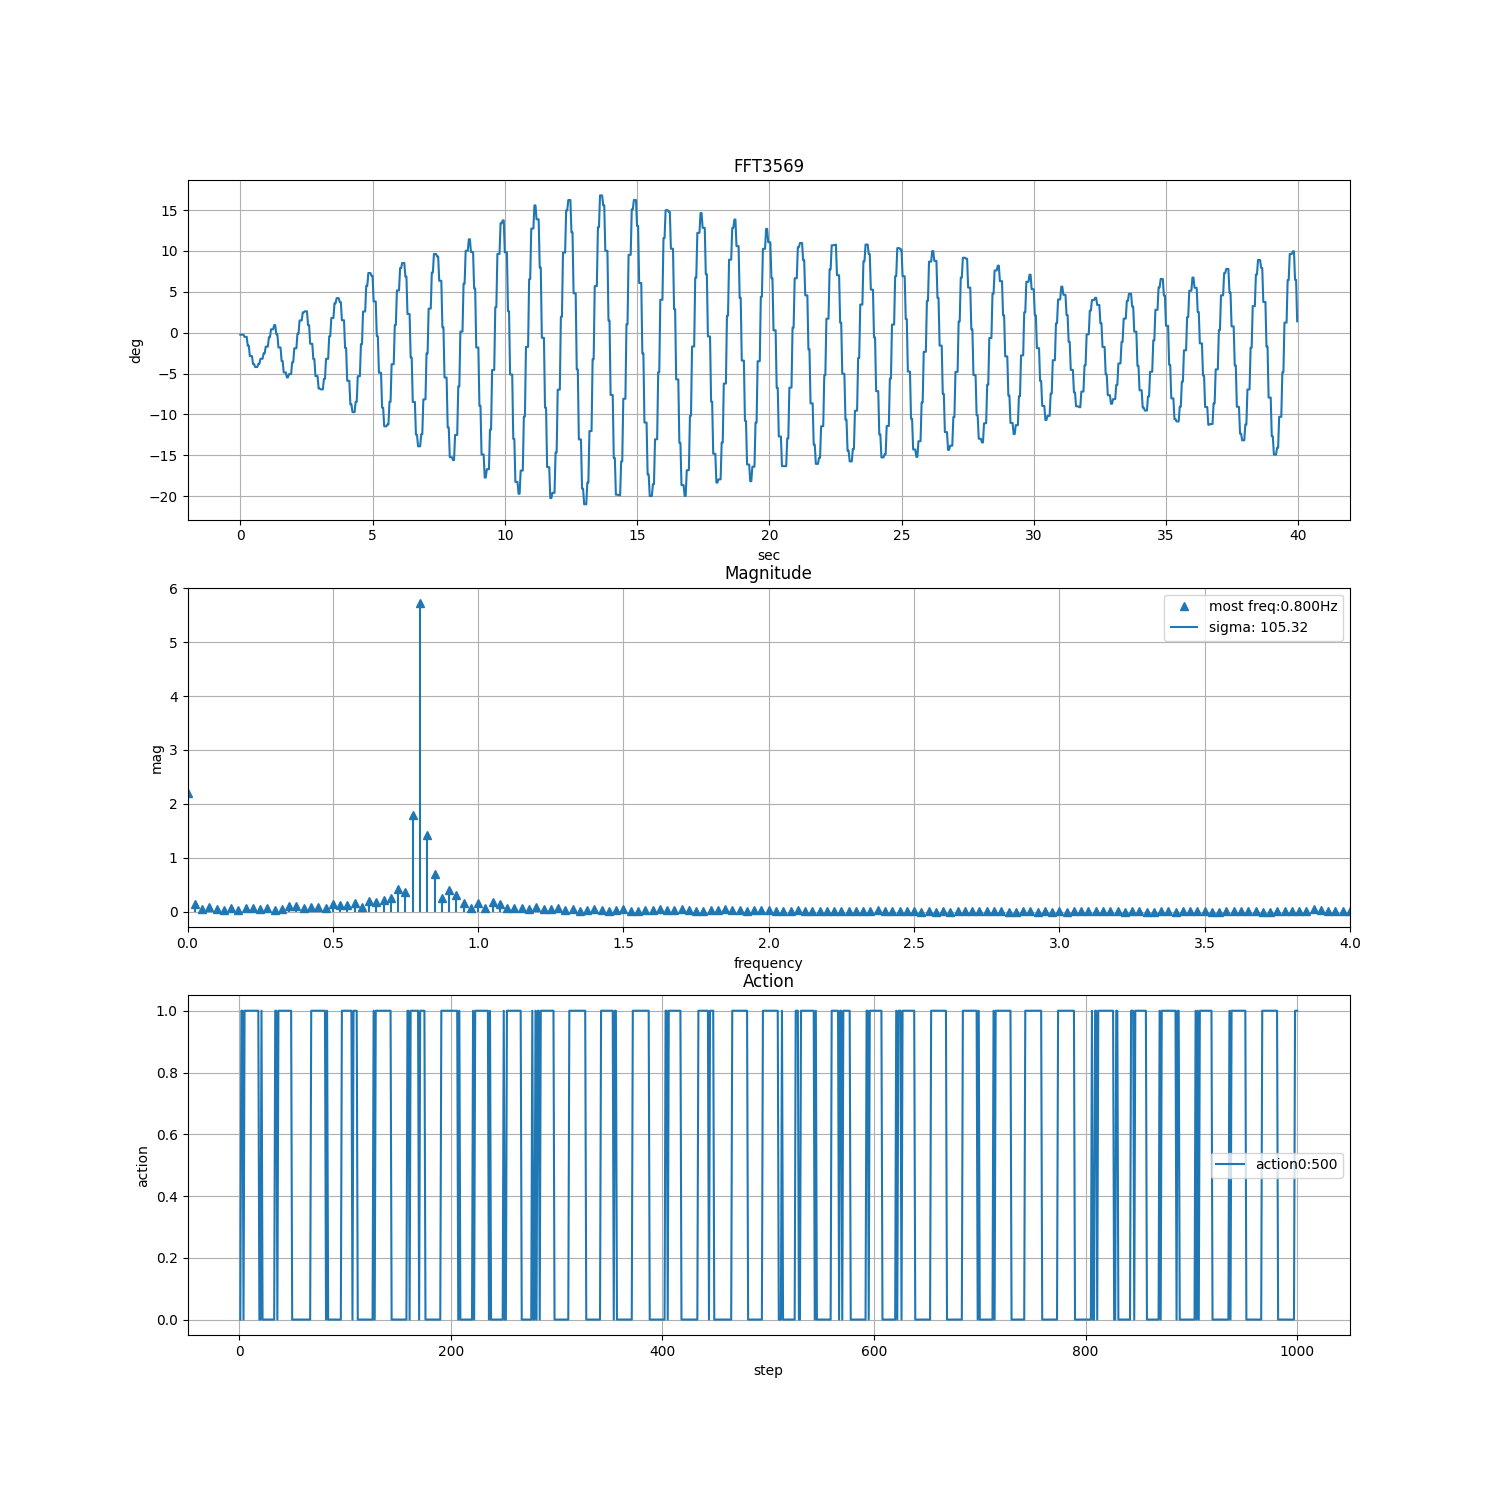 FFT3569
deg
15
10
5
0
−5
−10
−15
−20
0 5 10 15 20 25 30 35 40
sec
Magnitude
mag
6
5
4
3
2
1
0
most freq:0.800Hz
sigma: 105.32
0.0 0.5 1.0 1.5 2.0 2.5 3.0 3.5 4.0
frequency
Action
action
1.0
0.8
0.6
0.4
0.2
0.0
action0:500
0 200 400 600 800 1000
step